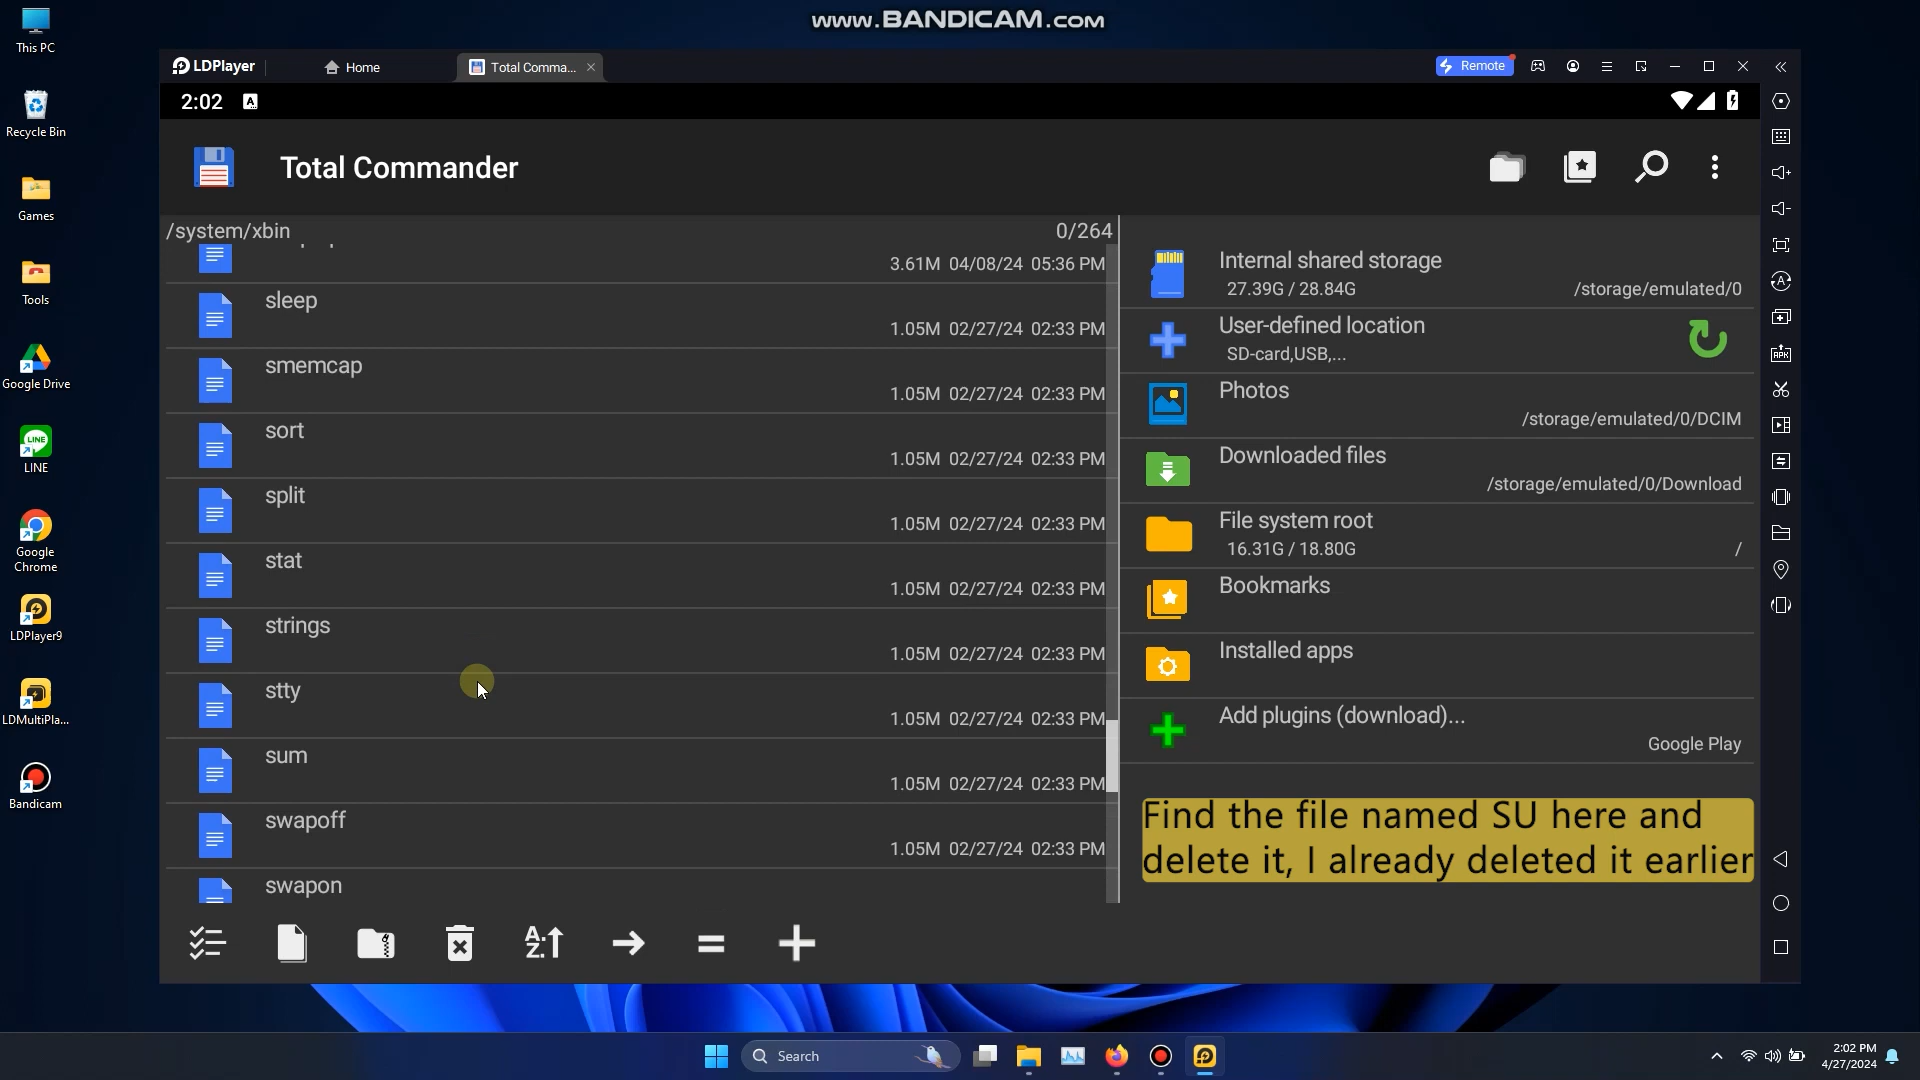 www.BANDICAM.com
This PC
Recycle Bin
Games
Tools
Google Drive
LINE
Google
Chrome
LDPlayer9
LDMultiPla...
Bandicam
LDPlayer
Home
Total Comma...
Remote
2:02
A
Total Commander
/system/xbin
0/264
3.61M 04/08/24 05:36 PM
sleep
1.05M 02/27/24 02:33 PM
smemcap
1.05M 02/27/24 02:33 PM
sort
1.05M 02/27/24 02:33 PM
split
1.05M 02/27/24 02:33 PM
stat
1.05M 02/27/24 02:33 PM
strings
1.05M 02/27/24 02:33 PM
stty
1.05M 02/27/24 02:33 PM
sum
1.05M 02/27/24 02:33 PM
swapoff
1.05M 02/27/24 02:33 PM
swapon
Internal shared storage
27.39G / 28.84G /storage/emulated/0
User-defined location
SD-card,USB,...
Photos
/storage/emulated/0/DCIM
Downloaded files
/storage/emulated/0/Download
File system root
16.31G / 18.80G /
Bookmarks
Installed apps
Add plugins (download)...
Google Play
Find the file named SU here and
delete it, I already deleted it earlier
Search
2:02 PM
4/27/2024